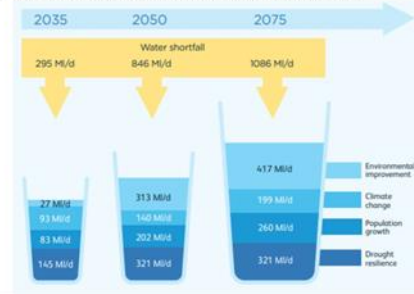 2035 2050 2075
Water shortfall
295 Ml/d 846 Ml/d 1086 Ml/d
417 Ml/d
Environmental
improvement
27 Ml/d 313 Ml/d
199 Ml/d
Climate
change
93 Ml/d 140 Ml/d
83 Ml/d 202 Ml/d 260 Ml/d
Population
growth
145 Ml/d 321 Ml/d 321 Ml/d
Drought
resilience